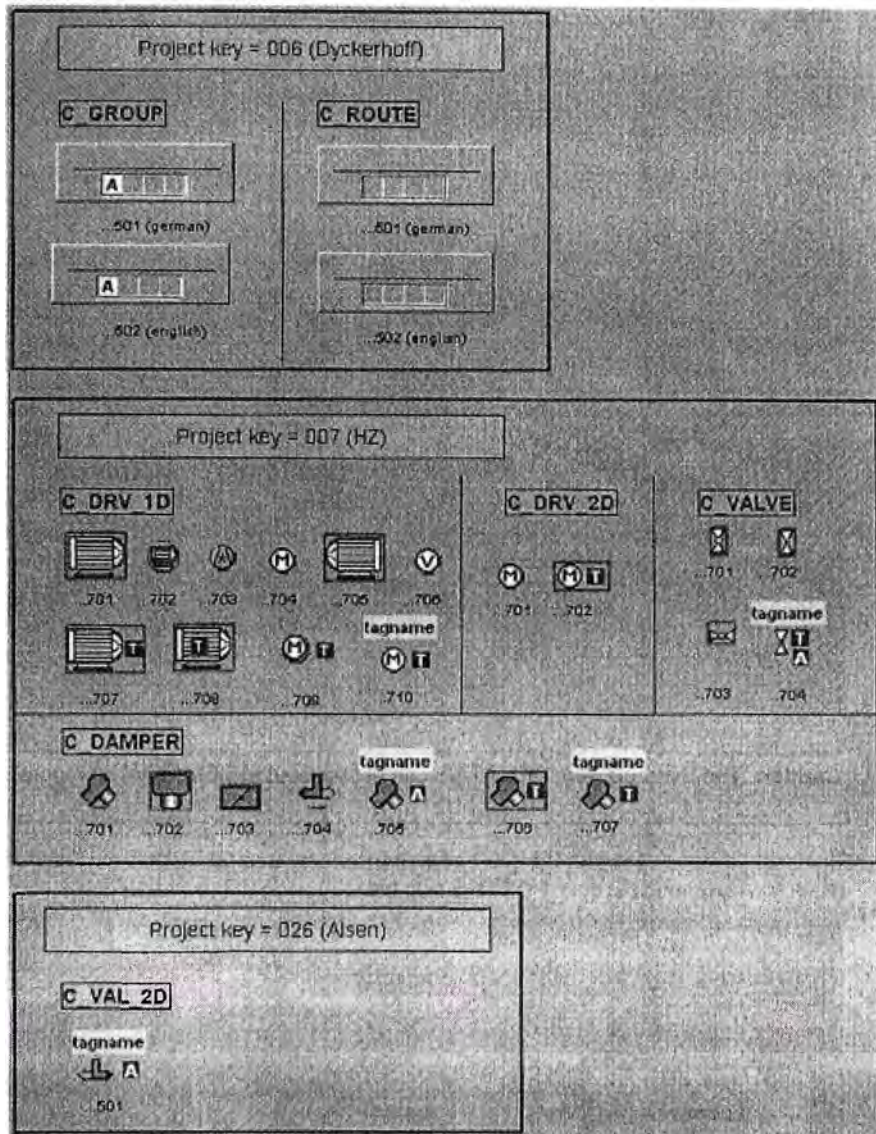 Project key = 006 (Dyckerhoff)
C_GROUP
C_ROUTE
A
...501 (german)
...501 (german)
A
...502 (english)
...502 (english)
Project key = 007 (HZ)
C_DRV_1D
C_DRV_2D
C_VALVE
M
V
...701
...702
...703
...704
...705
...706
M
M T
...701
...702
...701
...702
tagname
T
T
M T
M T
...707
...708
...709
.710
tagname
T
A
...703
704
C_DAMPER
tagname
tagname
A
T
T
...701
...702
...703
...704
.705
...706
...707
Project key = 026 (Alsen)
C_VAL_2D
tagname
A
...501